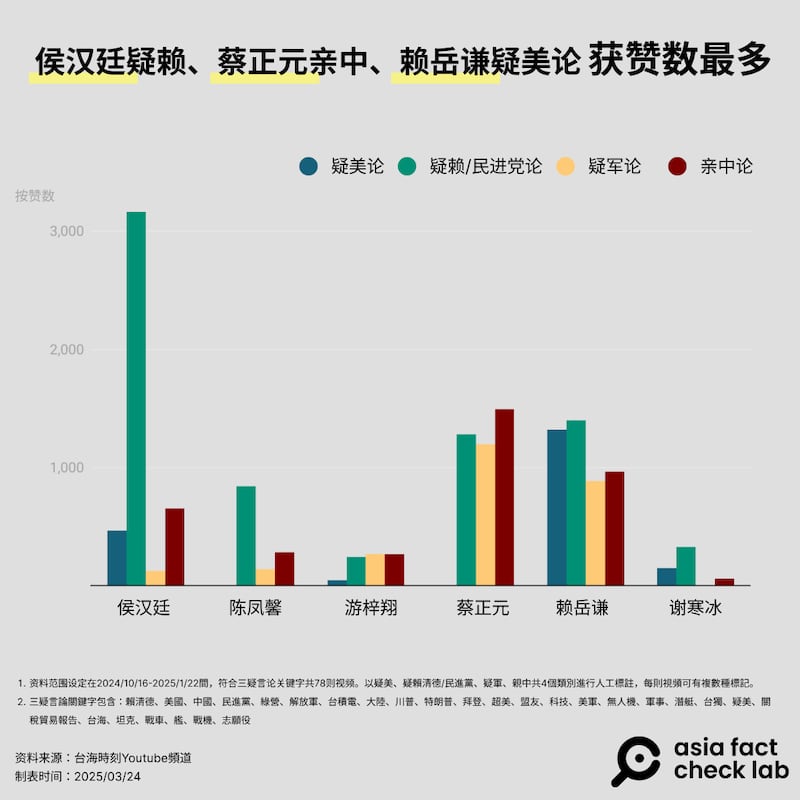 侯汉廷疑赖、蔡正元亲中、赖岳谦疑美论 获赞数最多
疑美论 疑赖/民进党论 疑军论 亲中论
按赞数
3,000
2,000
1,000
侯汉廷 陈凤馨 游梓翔 蔡正元 赖岳谦 谢寒冰
1. 资料范围设定在2024/10/16-2025/1/22間，符合三疑言论关键字共78则视频。以疑美、疑賴清德/民進黨、疑軍、親中共4個類別進行人工標註，每則視頻可有複數種標記。
2. 三疑言論關鍵字包含：賴清德、美國、中國、民進黨、綠營、解放軍、台積電、大陸、川普、特朗普、拜登、超美、盟友、科技、美軍、無人機、軍事、潛艇、台獨、疑美、關
稅貿易報告、台海、坦克、戰車、艦、戰機、志願役
资料来源：台海時刻Youtube頻道
制表时间：2025/03/24
asia fact
check lab